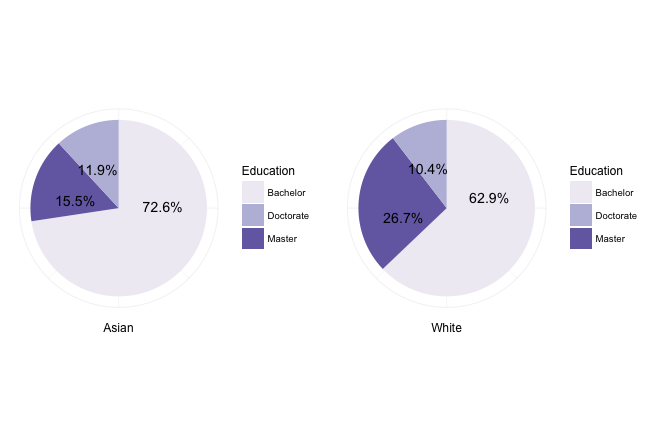 11.9%
15.5%
72.6%
Asian
Education
Bachelor
Doctorate
Master
10.4%
26.7%
62.9%
White
Education
Bachelor
Doctorate
Master